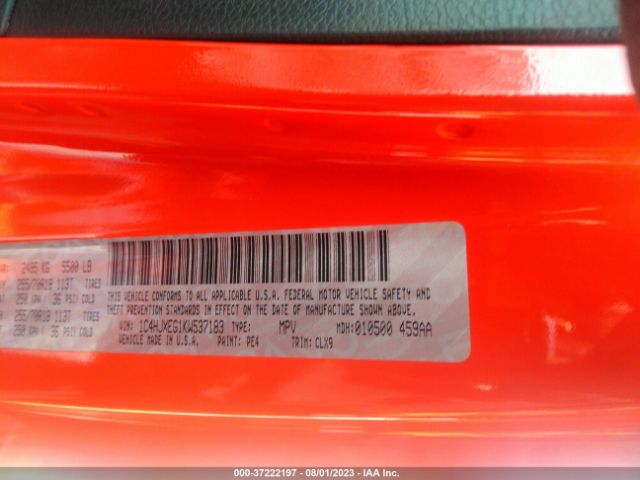 2495 KG 5500 LB
255/70R18 113T TIRES
250 KPA / 36 PSI COLD
255/70R18 113T TIRES
250 KPA / 36 PSI COLD
THIS VEHICLE CONFORMS TO ALL APPLICABLE U.S.A. FEDERAL MOTOR VEHICLE SAFETY AND
THEFT PREVENTION STANDARDS IN EFFECT ON THE DATE OF MANUFACTURE SHOWN ABOVE.
VIN: 1C4HJXEG1KW537183 TYPE: MPV MDH: 010500 459AA
VEHICLE MADE IN U.S.A. PAINT: PE4 TRIM: CLX9
000-37222197 - 08/01/2023 - IAA Inc.